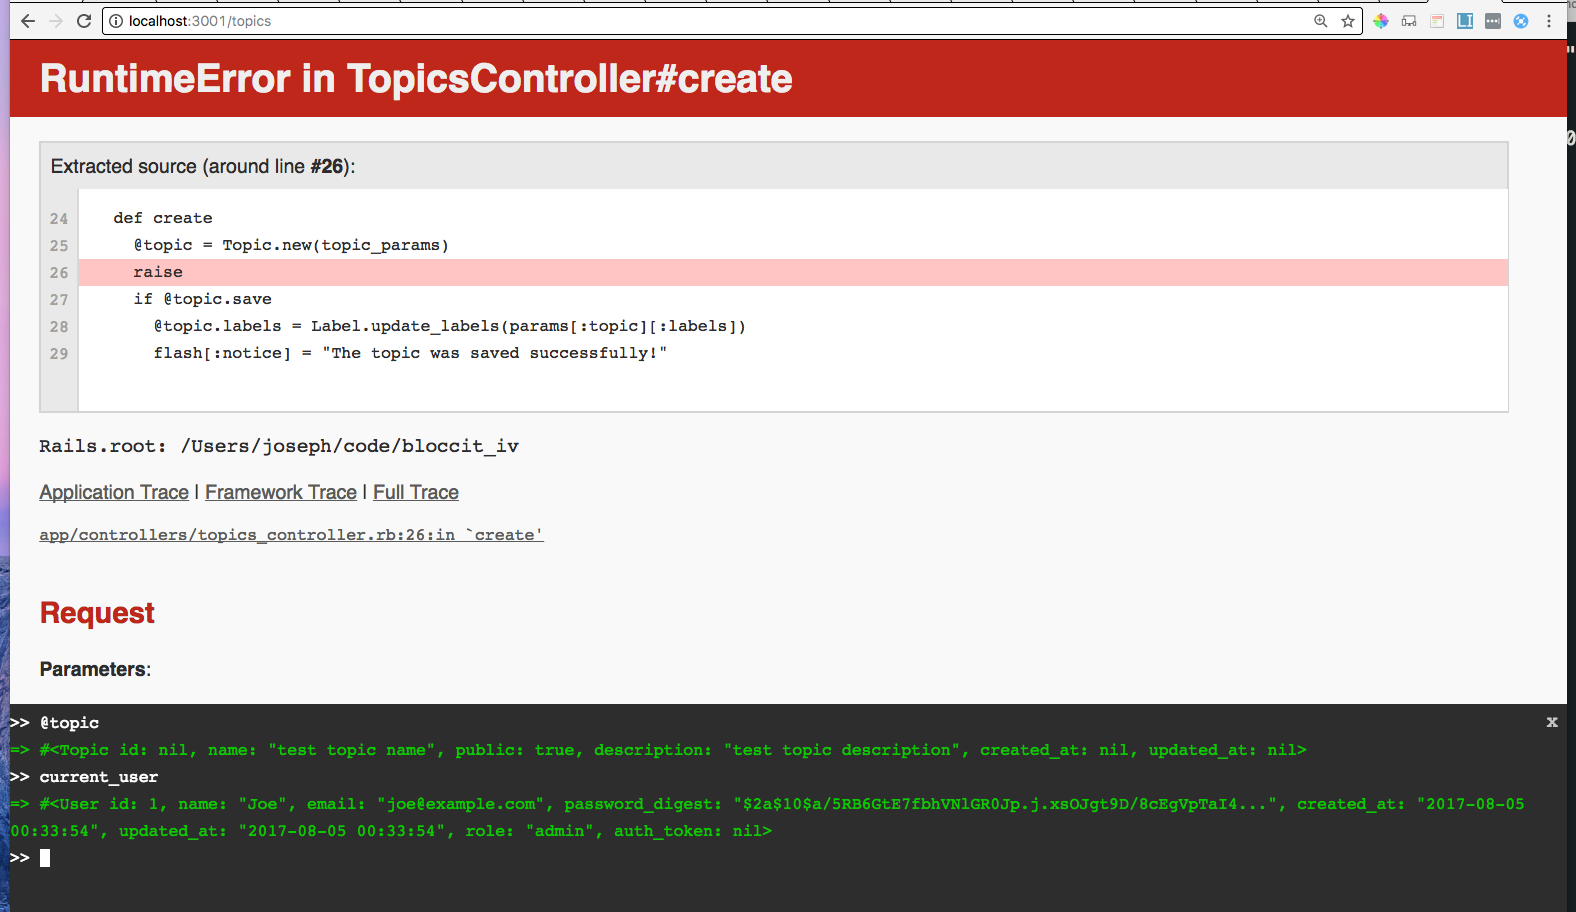 localhost:3001/topics
RuntimeError in TopicsController#create
Extracted source (around line #26):
24 def create
25 @topic = Topic.new(topic_params)
26 raise
27 if @topic.save
28 @topic.labels = Label.update_labels(params[:topic][:labels])
29 flash[:notice] = "The topic was saved successfully!"
Rails.root: /Users/joseph/code/bloccit_iv
Application Trace | Framework Trace | Full Trace
app/controllers/topics_controller.rb:26:in `create'
Request
Parameters:
>> @topic
x
=> #<Topic id: nil, name: "test topic name", public: true, description: "test topic description", created_at: nil, updated_at: nil>
>> current_user
=> #<User id: 1, name: "Joe", email: "joe@example.com", password_digest: "$2a$10$a/5RB6GtE7fbhVNlGR0Jp.j.xsOJgt9D/8cEgVpTaI4...", created_at: "2017-08-05
00:33:54", updated_at: "2017-08-05 00:33:54", role: "admin", auth_token: nil>
>>